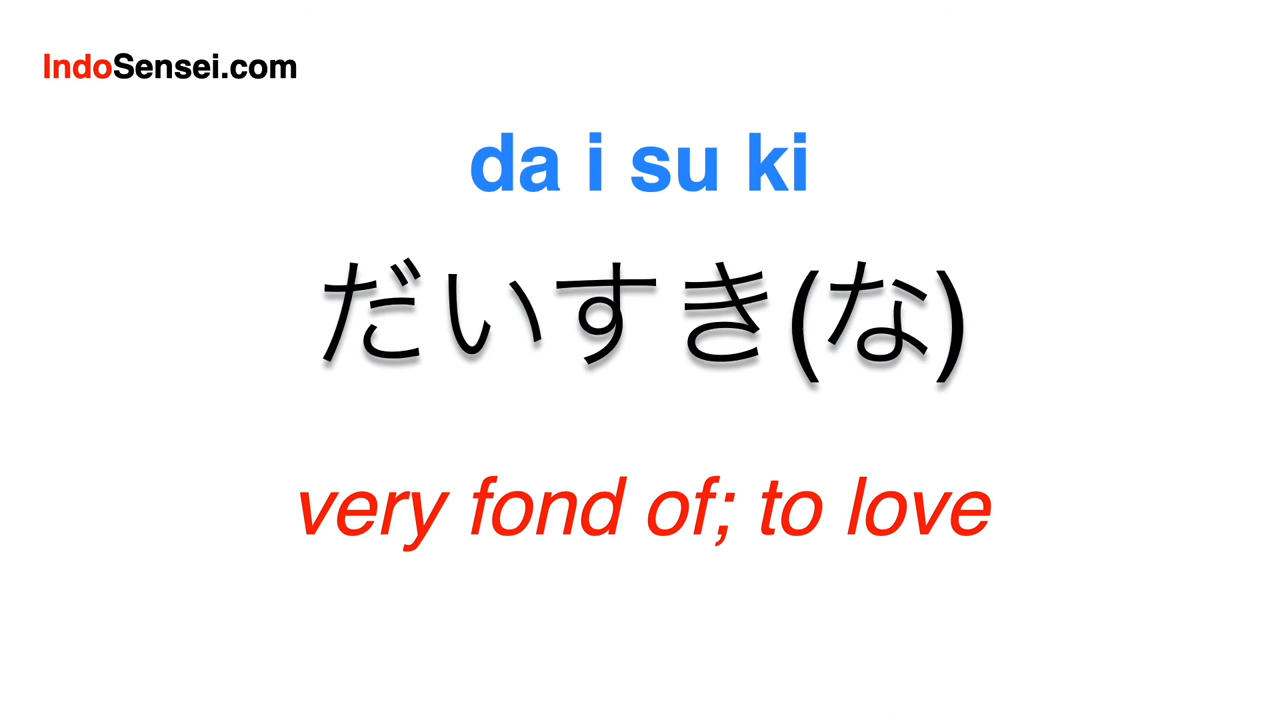 IndoSensei.com
da i su ki
だいすき(な)
very fond of; to love